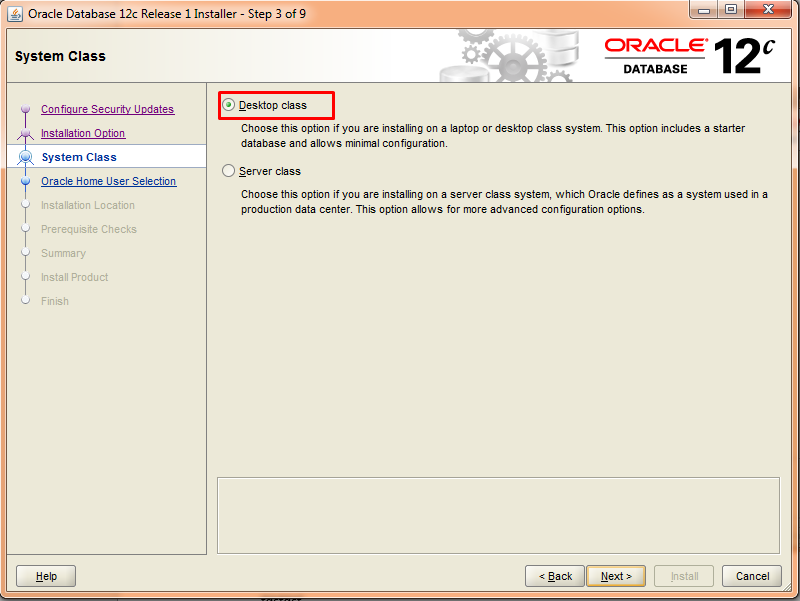 Oracle Database 12c Release 1 Installer - Step 3 of 9
System Class
ORACLE®
DATABASE
12c
Configure Security Updates
Installation Option
System Class
Oracle Home User Selection
Installation Location
Prerequisite Checks
Summary
Install Product
Finish
Desktop class
Choose this option if you are installing on a laptop or desktop class system. This option includes a starter
database and allows minimal configuration.
Server class
Choose this option if you are installing on a server class system, which Oracle defines as a system used in a
production data center. This option allows for more advanced configuration options.
Help
< Back
Next >
Install
Cancel